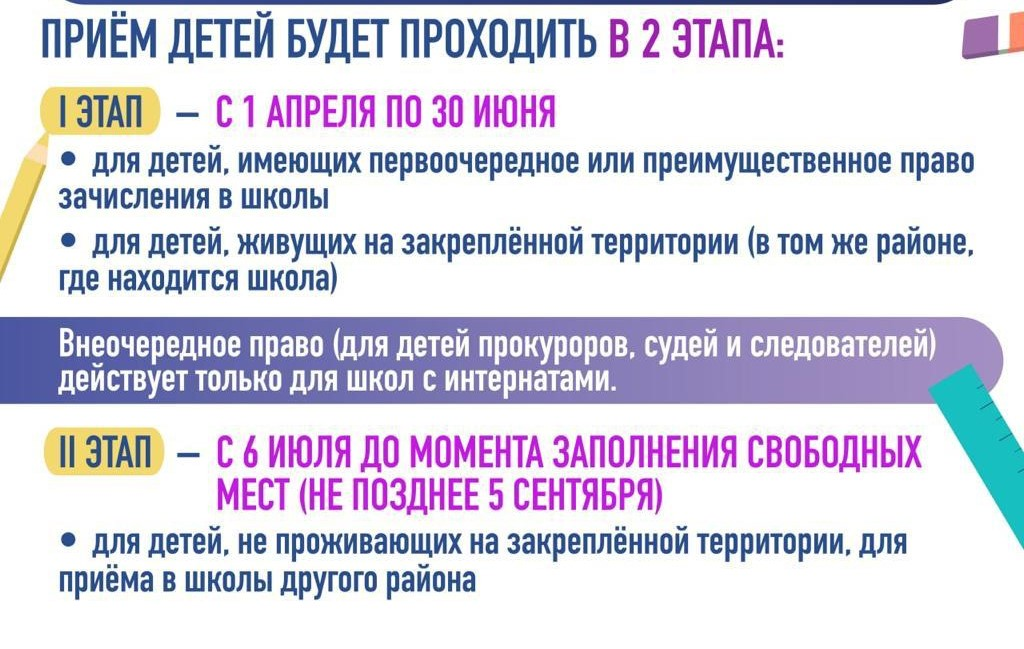 ПРИЁМ ДЕТЕЙ БУДЕТ ПРОХОДИТЬ В 2 ЭТАПА:
I ЭТАП – С 1 АПРЕЛЯ ПО 30 ИЮНЯ
• для детей, имеющих первоочередное или преимущественное право
зачисления в школы
• для детей, живущих на закреплённой территории (в том же районе,
где находится школа)
Внеочередное право (для детей прокуроров, судей и следователей)
действует только для школ с интернатами.
II ЭТАП – С 6 ИЮЛЯ ДО МОМЕНТА ЗАПОЛНЕНИЯ СВОБОДНЫХ
МЕСТ (НЕ ПОЗДНЕЕ 5 СЕНТЯБРЯ)
• для детей, не проживающих на закреплённой территории, для
приёма в школы другого района